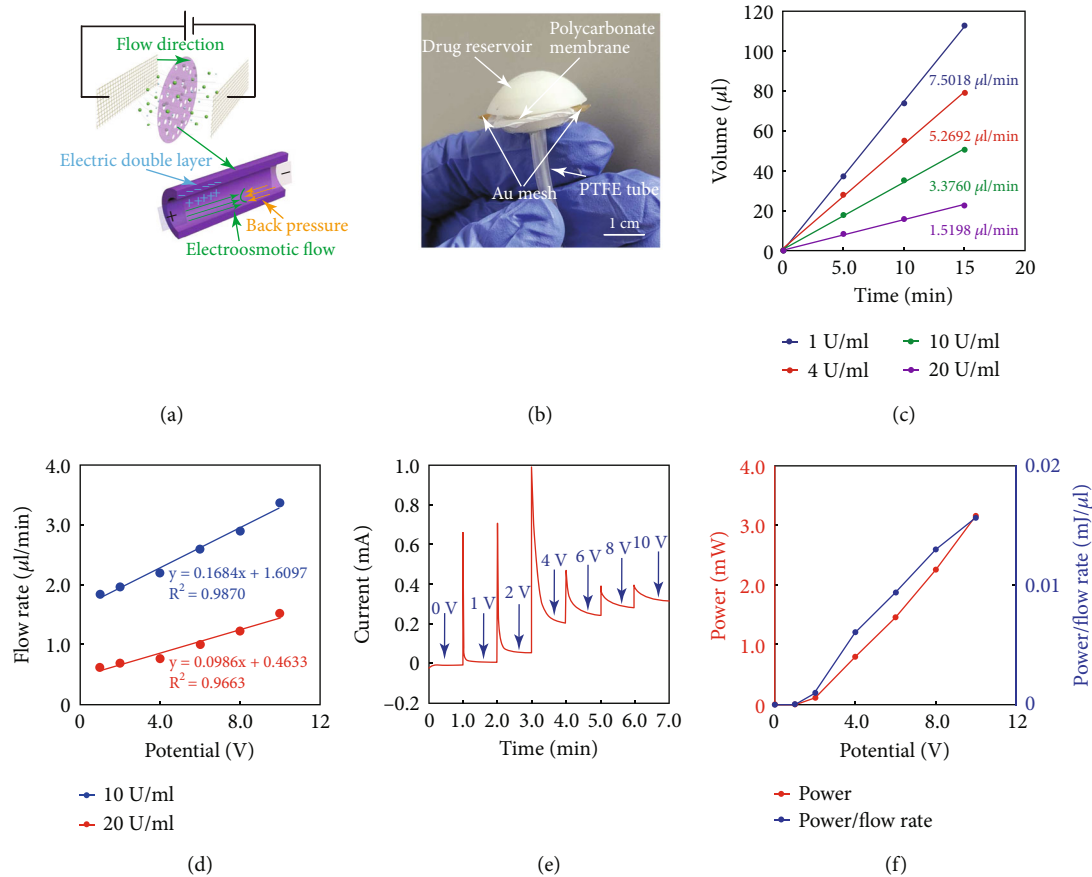 Flow direction
Electric double layer
−
+
Back pressure
Electroosmotic flow
(a)
Polycarbonate
membrane
Drug reservoir
Au mesh
PTFE tube
1 cm
(b)
120
100
80
60
40
20
0
Volume (μl)
7.5018 μl/min
5.2692 μl/min
3.3760 μl/min
1.5198 μl/min
0 5.0 10 15 20
Time (min)
1 U/ml
4 U/ml
10 U/ml
20 U/ml
(c)
4.0
3.0
2.0
1.0
0
Flow rate (μl/min)
y = 0.1684x + 1.6097
R² = 0.9870
y = 0.0986x + 0.4633
R² = 0.9663
0 4.0 8.0 12
Potential (V)
10 U/ml
20 U/ml
(d)
1.0
0.8
0.6
0.4
0.2
0
−0.2
Current (mA)
0 V
1 V
2 V
4 V
6 V
8 V
10 V
0 1.0 2.0 3.0 4.0 5.0 6.0 7.0
Time (min)
(e)
4.0
3.0
2.0
1.0
0
Power (mW)
0.02
0.01
0
Power/flow rate (mJ/μl)
0 4.0 8.0 12
Potential (V)
Power
Power/flow rate
(f)